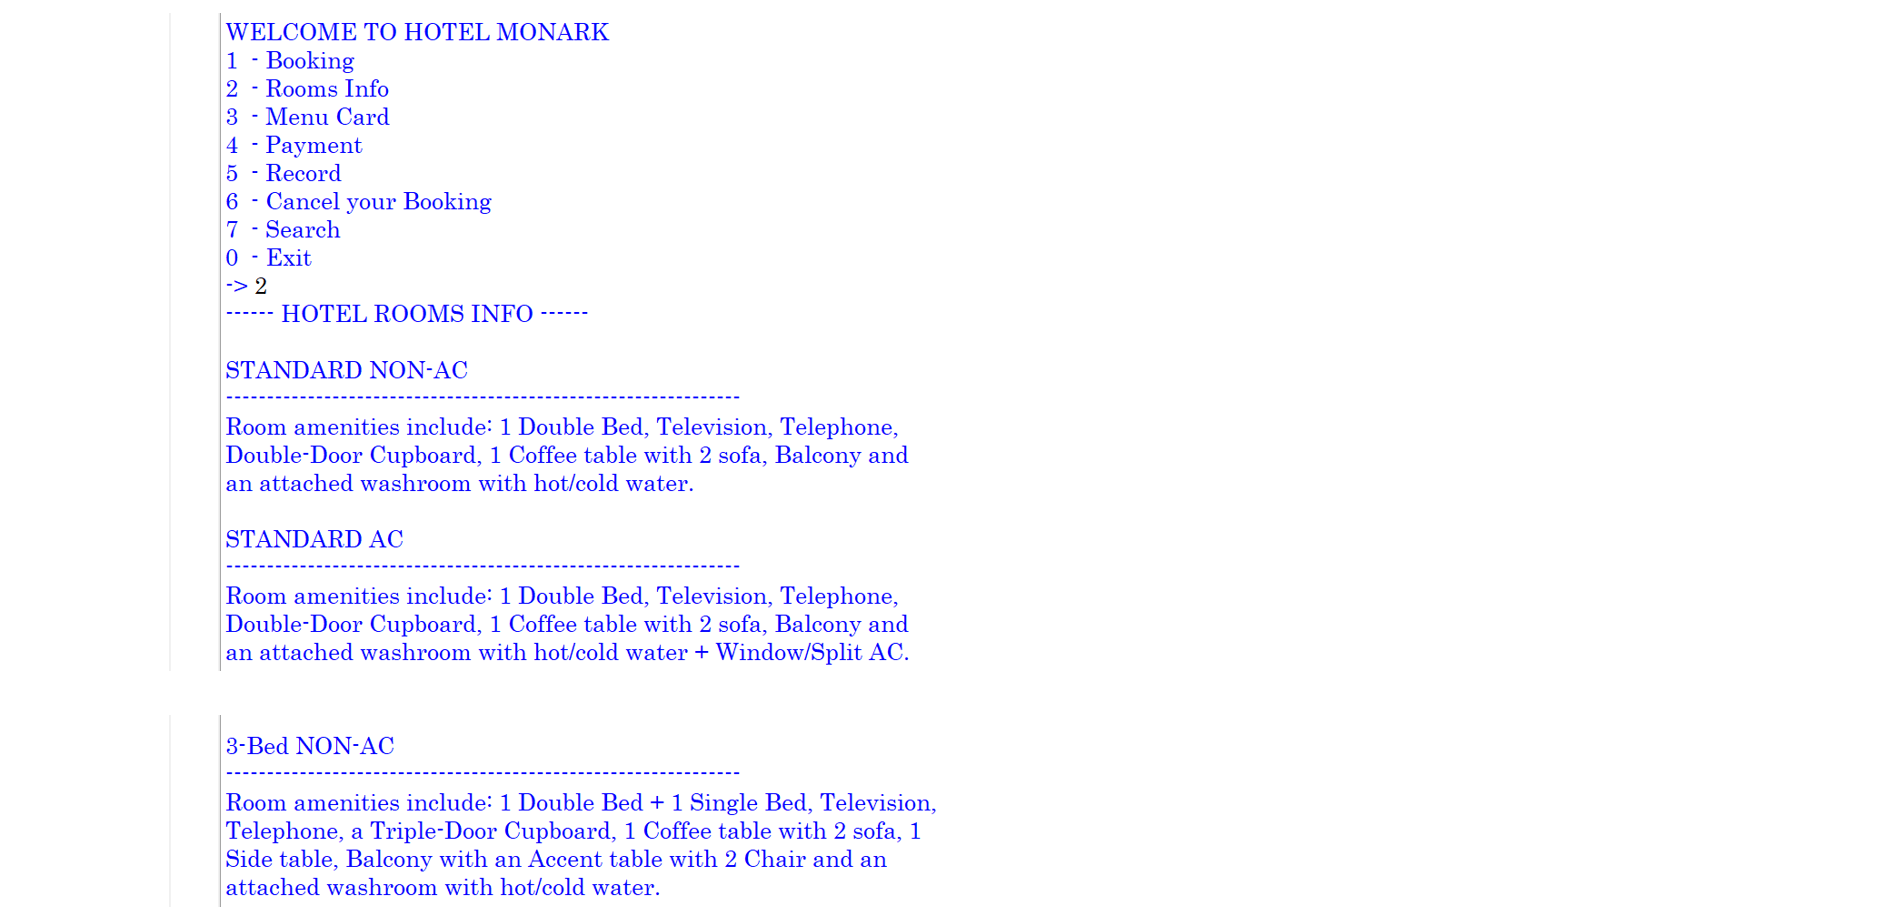 WELCOME TO HOTEL MONARK
1  - Booking
2  - Rooms Info
3  - Menu Card
4  - Payment
5  - Record
6  - Cancel your Booking
7  - Search
0  - Exit
-> 2
------ HOTEL ROOMS INFO ------
STANDARD NON-AC
---------------------------------------------------------------
Room amenities include: 1 Double Bed, Television, Telephone,
Double-Door Cupboard, 1 Coffee table with 2 sofa, Balcony and
an attached washroom with hot/cold water.
STANDARD AC
---------------------------------------------------------------
Room amenities include: 1 Double Bed, Television, Telephone,
Double-Door Cupboard, 1 Coffee table with 2 sofa, Balcony and
an attached washroom with hot/cold water + Window/Split AC.
3-Bed NON-AC
---------------------------------------------------------------
Room amenities include: 1 Double Bed + 1 Single Bed, Television,
Telephone, a Triple-Door Cupboard, 1 Coffee table with 2 sofa, 1
Side table, Balcony with an Accent table with 2 Chair and an
attached washroom with hot/cold water.